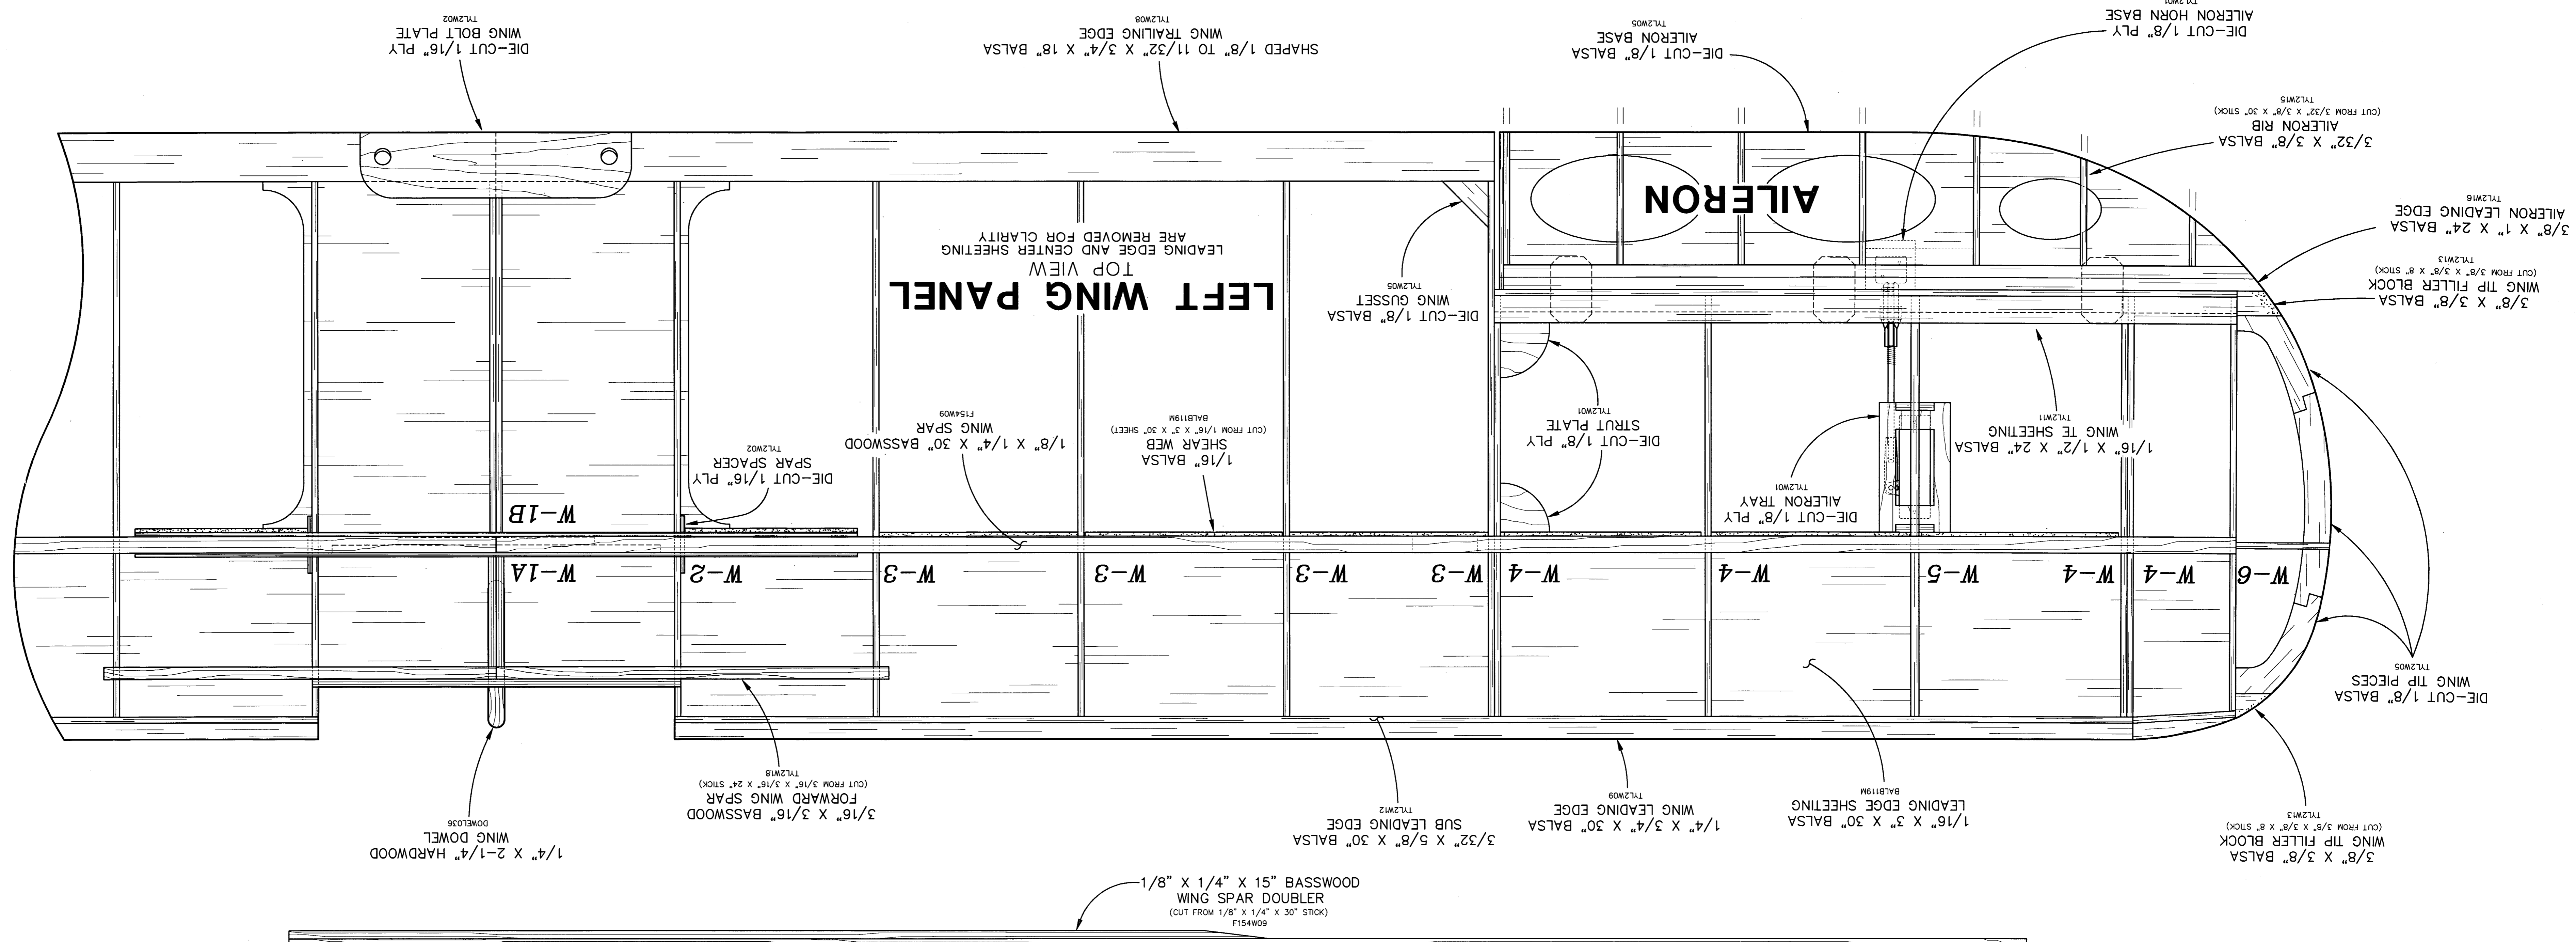 3/8" X 3/8" BALSA
WING TIP FILLER BLOCK
(CUT FROM 3/8" X 3/8" X 8" STICK)
TYL2W13
1/16" X 3" X 30" BALSA
LEADING EDGE SHEETING
BALB119M
1/4" X 3/4" X 30" BALSA
WING LEADING EDGE
TYL2W09
3/32" X 5/8" X 30" BALSA
SUB LEADING EDGE
TYL2W12
3/16" X 3/16" BASSWOOD
FORWARD WING SPAR
(CUT FROM 3/16" X 3/16" X 24" STICK)
TYL2W18
1/4" X 2-1/4" HARDWOOD
WING DOWEL
DOWEL036
DIE-CUT 1/8" BALSA
WING TIP PIECES
TYL2W05
W-6
W-4
W-4
W-5
W-4
W-4
W-3
W-3
W-3
W-3
W-2
W-1A
W-1B
1/16" X 1/2" X 24" BALSA
WING TE SHEETING
TYL2W11
DIE-CUT 1/8" PLY
AILERON TRAY
TYL2W01
DIE-CUT 1/8" PLY
STRUT PLATE
TYL2W01
1/16" BALSA
SHEAR WEB
(CUT FROM 1/16" X 3" X 30" SHEET)
BALB119M
1/8" X 1/4" X 30" BASSWOOD
WING SPAR
F154W09
DIE-CUT 1/16" PLY
SPAR SPACER
TYL2W02
3/8" X 3/8" BALSA
WING TIP FILLER BLOCK
(CUT FROM 3/8" X 3/8" X 8" STICK)
TYL2W13
DIE-CUT 1/8" BALSA
WING GUSSET
TYL2W05
LEFT WING PANEL
TOP VIEW
LEADING EDGE AND CENTER SHEETING
ARE REMOVED FOR CLARITY
3/8" X 1" X 24" BALSA
AILERON LEADING EDGE
TYL2W16
AILERON
3/32" X 3/8" BALSA
AILERON RIB
(CUT FROM 3/32" X 3/8" X 30" STICK)
TYL2W15
DIE-CUT 1/8" PLY
AILERON HORN BASE
TYL2W01
DIE-CUT 1/8" BALSA
AILERON BASE
TYL2W05
SHAPED 1/8" TO 11/32" X 3/4" X 18" BALSA
WING TRAILING EDGE
TYL2W08
DIE-CUT 1/16" PLY
WING BOLT PLATE
TYL2W02
1/8" X 1/4" X 15" BASSWOOD
WING SPAR DOUBLER
(CUT FROM 1/8" X 1/4" X 30" STICK)
F154W09